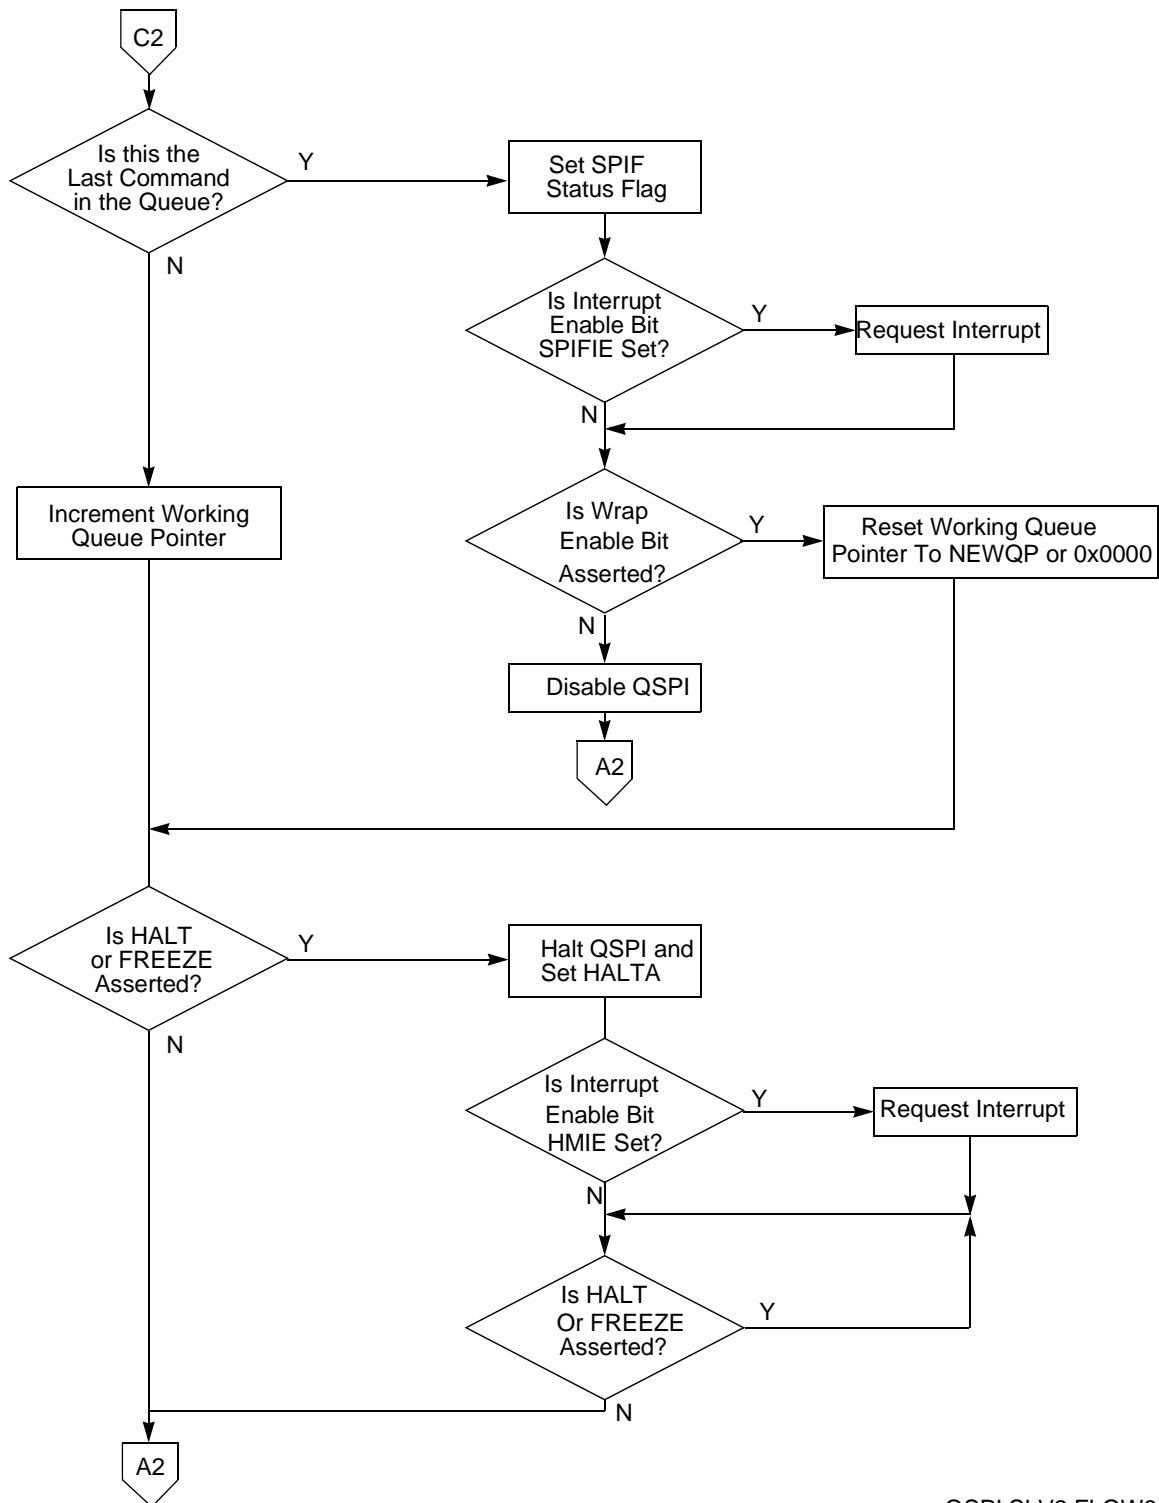 C2
Is this the
Last Command
in the Queue?
Y
N
Set SPIF
Status Flag
Is Interrupt
Enable Bit
SPIFIE Set?
Y
N
Request Interrupt
Increment Working
Queue Pointer
Is Wrap
Enable Bit
Asserted?
Y
N
Reset Working Queue
Pointer To NEWQP or 0x0000
Disable QSPI
A2
Is HALT
or FREEZE
Asserted?
Y
N
Halt QSPI and
Set HALTA
Is Interrupt
Enable Bit
HMIE Set?
Y
N
Request Interrupt
Is HALT
Or FREEZE
Asserted?
Y
N
A2